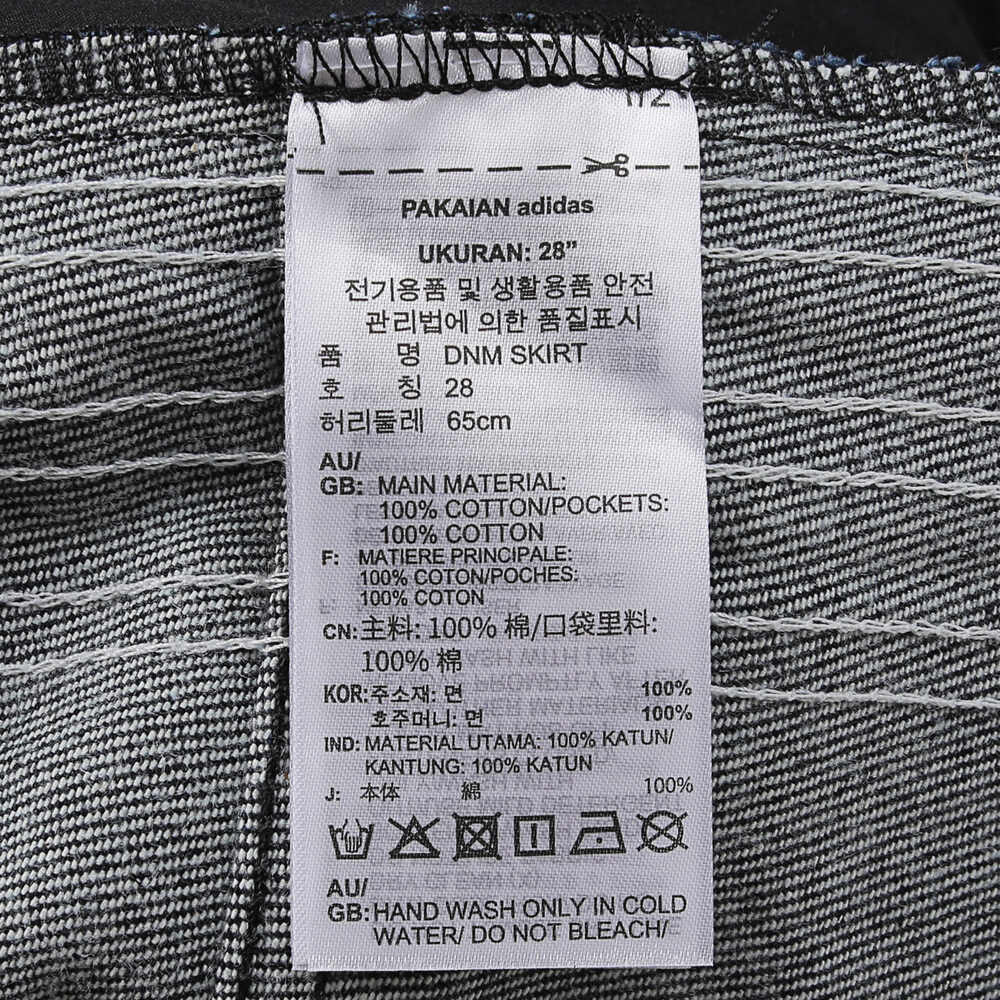 1/2
PAKAIAN adidas
UKURAN: 28”
전기용품 및 생활용품 안전
관리법에 의한 품질표시
품 명 DNM SKIRT
호 칭 28
허리둘레 65cm
AU/
GB: MAIN MATERIAL:
100% COTTON/POCKETS:
100% COTTON
F: MATIERE PRINCIPALE:
100% COTON/POCHES:
100% COTON
CN: 主料: 100% 棉/口袋里料:
100% 棉
KOR: 주소재: 면 100%
호주머니: 면 100%
IND: MATERIAL UTAMA: 100% KATUN/
KANTUNG: 100% KATUN
J: 本体 綿 100%
AU/
GB: HAND WASH ONLY IN COLD
WATER/ DO NOT BLEACH/